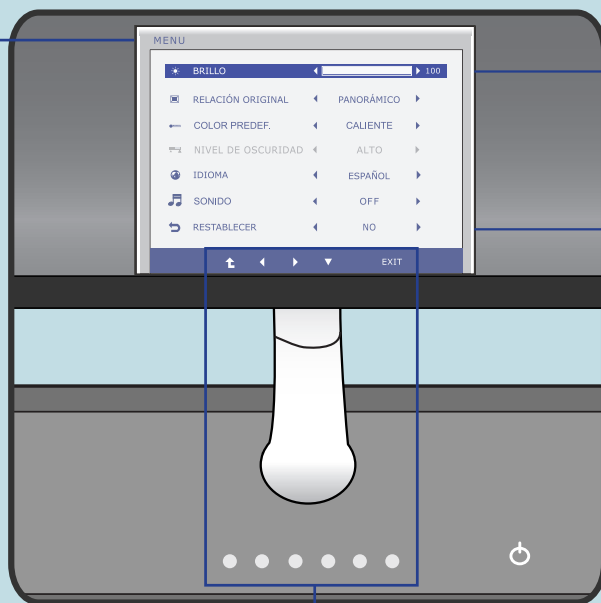 MENU
BRILLO 100
RELACIÓN ORIGINAL PANORÁMICO
COLOR PREDEF. CALIENTE
NIVEL DE OSCURIDAD ALTO
IDIOMA ESPAÑOL
SONIDO OFF
RESTABLECER NO
EXIT